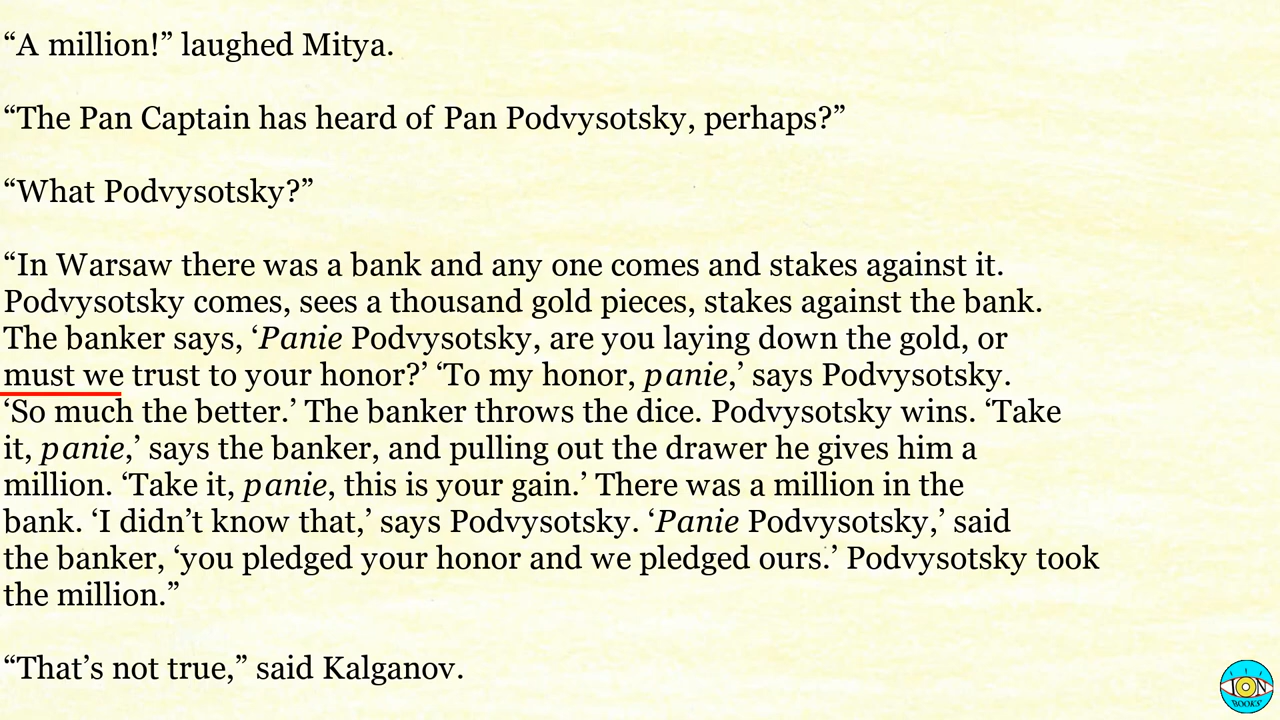 “A million!” laughed Mitya.
“The Pan Captain has heard of Pan Podvysotsky, perhaps?”
“What Podvysotsky?”
“In Warsaw there was a bank and any one comes and stakes against it.
Podvysotsky comes, sees a thousand gold pieces, stakes against the bank.
The banker says, ‘Panie Podvysotsky, are you laying down the gold, or
must we trust to your honor?’ ‘To my honor, panie,’ says Podvysotsky.
‘So much the better.’ The banker throws the dice. Podvysotsky wins. ‘Take
it, panie,’ says the banker, and pulling out the drawer he gives him a
million. ‘Take it, panie, this is your gain.’ There was a million in the
bank. ‘I didn’t know that,’ says Podvysotsky. ‘Panie Podvysotsky,’ said
the banker, ‘you pledged your honor and we pledged ours.’ Podvysotsky took
the million.”
“That’s not true,” said Kalganov.
ION
BOOKS